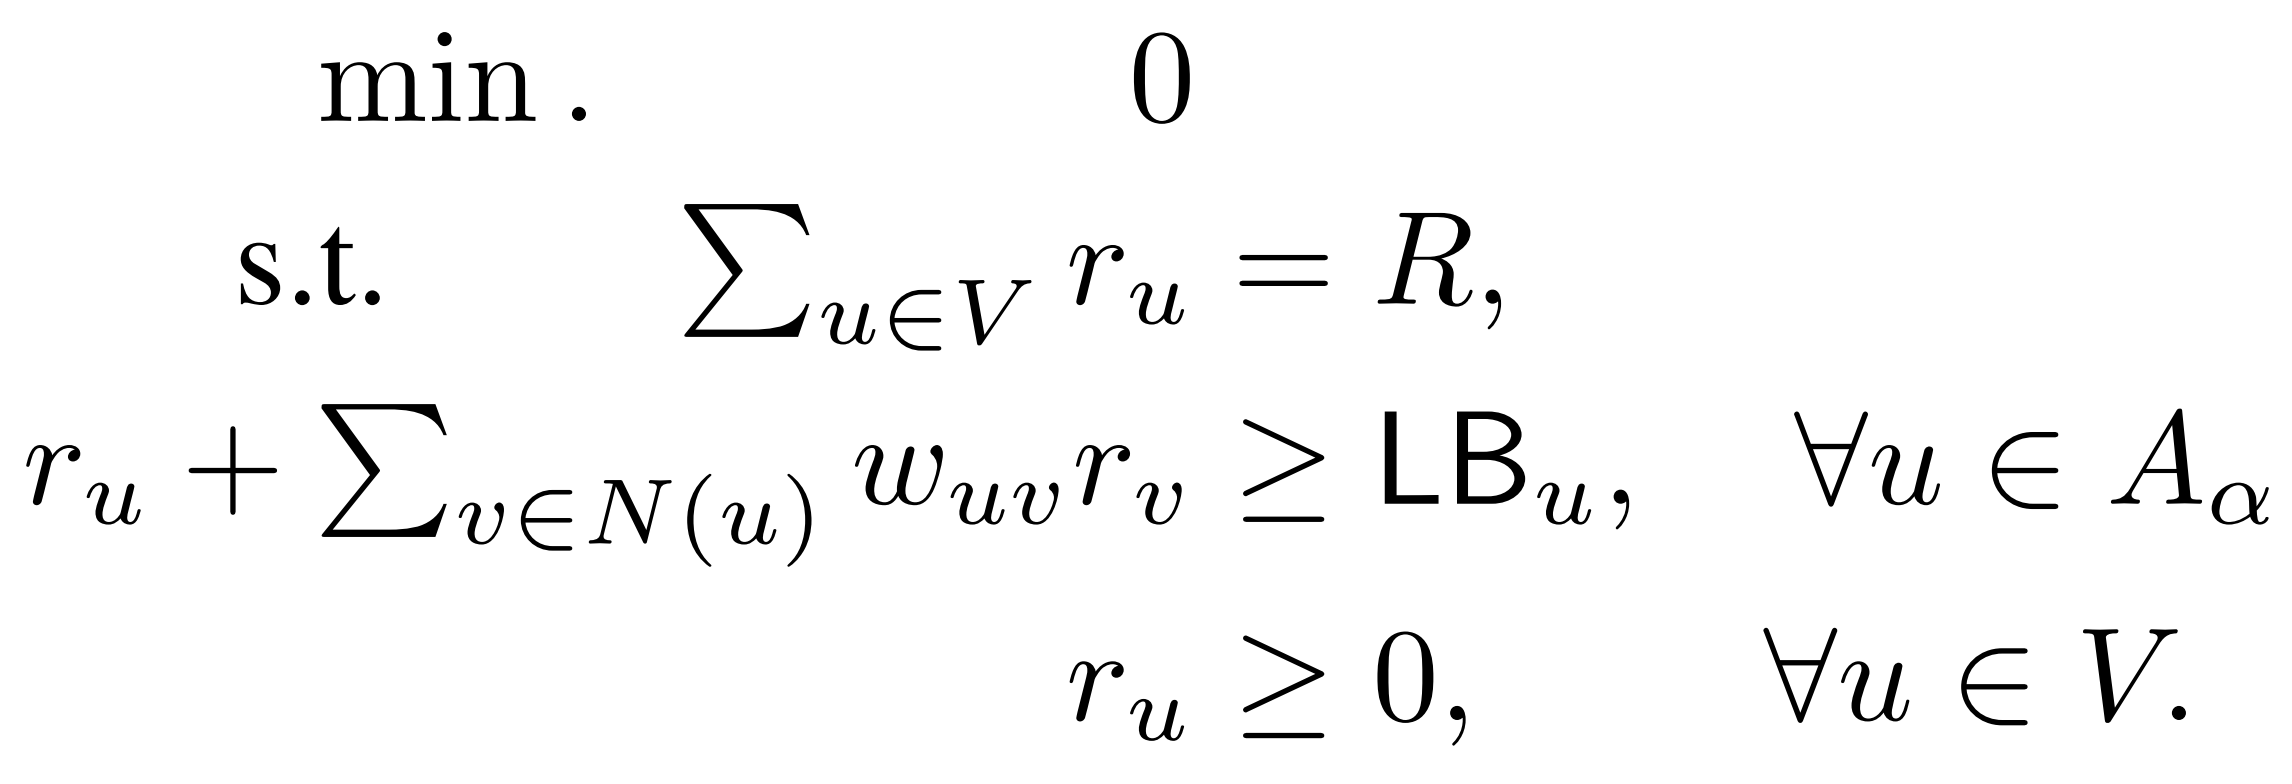 min. 0
s.t. ∑_{u∈V} r_u = R,
r_u + ∑_{v∈N(u)} w_{uv} r_v ≥ LB_u, ∀u ∈ A_α
r_u ≥ 0, ∀u ∈ V.